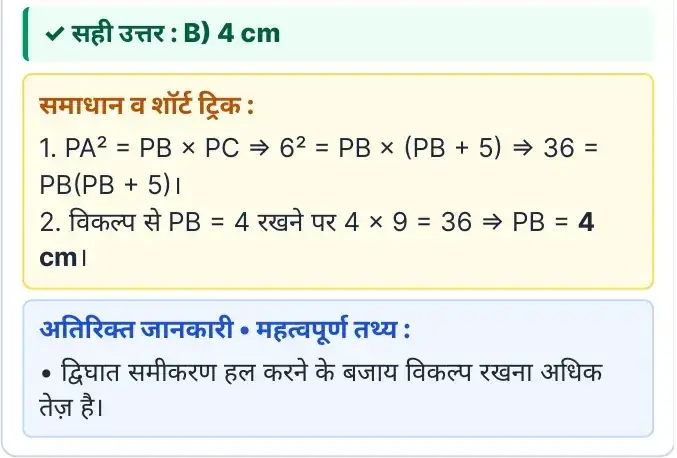 ✓ सही उत्तर : B) 4 cm
समाधान व शॉर्ट ट्रिक :
1. PA² = PB × PC ⇒ 6² = PB × (PB + 5) ⇒ 36 =
PB(PB + 5)।
2. विकल्प से PB = 4 रखने पर 4 × 9 = 36 ⇒ PB = 4
cm।
अतिरिक्त जानकारी • महत्वपूर्ण तथ्य :
• द्विघात समीकरण हल करने के बजाय विकल्प रखना अधिक
तेज़ है।